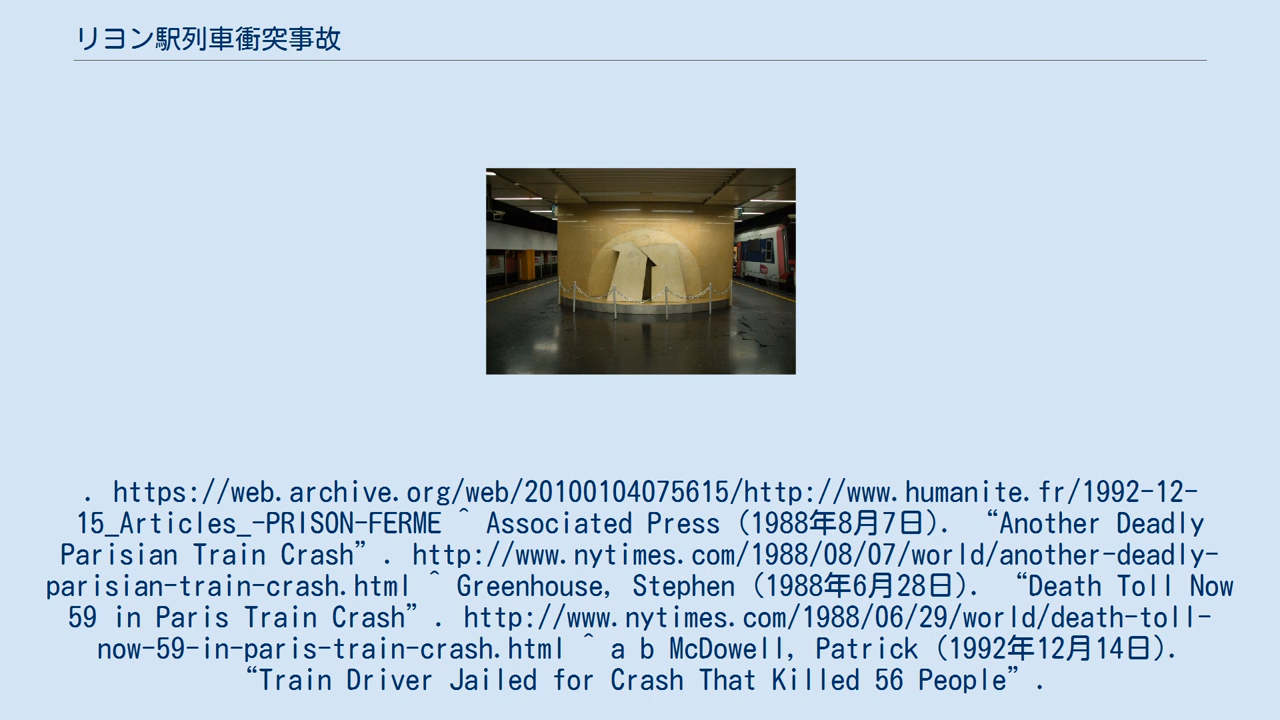 リヨン駅列車衝突事故
. https://web.archive.org/web/20100104075615/http://www.humanite.fr/1992-12-
15_Articles_-PRISON-FERME ^ Associated Press (1988年8月7日). “Another Deadly
Parisian Train Crash”. http://www.nytimes.com/1988/08/07/world/another-deadly-
parisian-train-crash.html ^ Greenhouse, Stephen (1988年6月28日). “Death Toll Now
59 in Paris Train Crash”. http://www.nytimes.com/1988/06/29/world/death-toll-
now-59-in-paris-train-crash.html ^ a b McDowell, Patrick (1992年12月14日).
“Train Driver Jailed for Crash That Killed 56 People”.